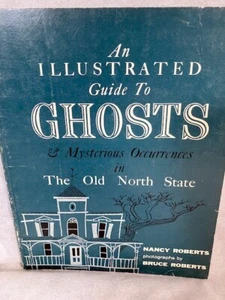 An
ILLUSTRATED
Guide To
GHOSTS
& Mysterious Occurrences
in
The Old North State
NANCY ROBERTS
photographs by
BRUCE ROBERTS